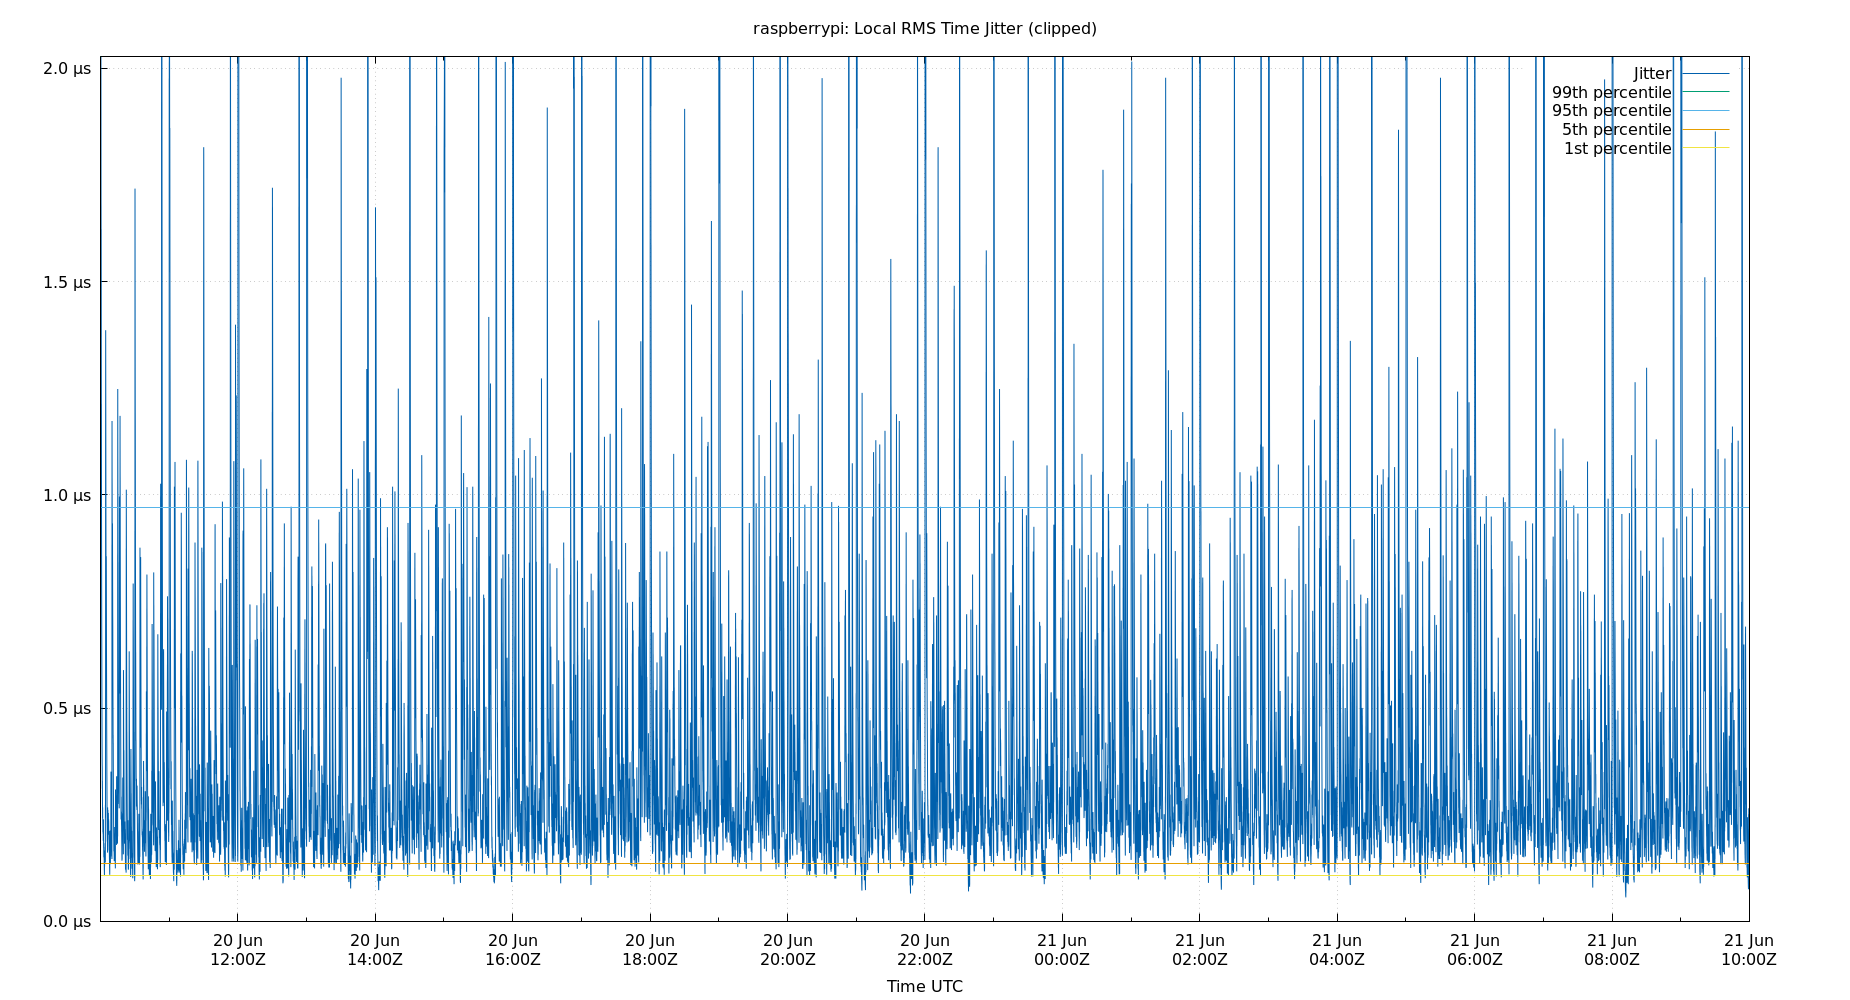 raspberrypi: Local RMS Time Jitter (clipped)
2.0 µs
1.5 µs
1.0 µs
0.5 µs
0.0 µs
Jitter
99th percentile
95th percentile
5th percentile
1st percentile
20 Jun 20 Jun 20 Jun 20 Jun 20 Jun 20 Jun 21 Jun 21 Jun 21 Jun 21 Jun 21 Jun 21 Jun
12:00Z 14:00Z 16:00Z 18:00Z 20:00Z 22:00Z 00:00Z 02:00Z 04:00Z 06:00Z 08:00Z 10:00Z
Time UTC